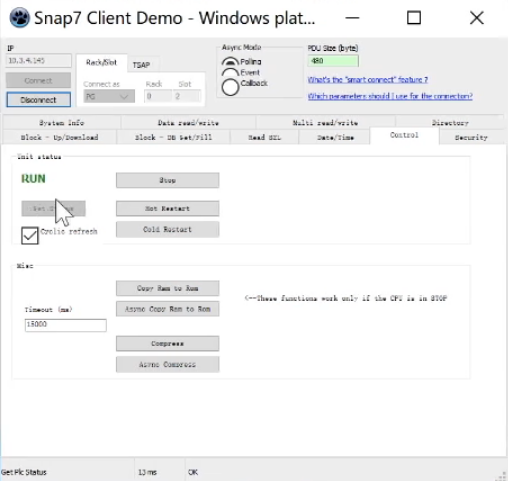 Snap7 Client Demo - Windows plat...
IP
10.3.4.145
Connect
Disconnect
Rack/Slot
TSAP
Connect as
Rack
Slot
PG
0
2
Async Mode
Polling
Event
Callback
PDU Size (byte)
480
What's the "smart connect" feature ?
Which parameters should I use for the connection?
System Info
Data read/write
Multi read/write
Directory
Block - Up/Download
Block - DB Get/Fill
Read SZL
Date/Time
Control
Security
Unit status
RUN
Stop
Hot Restart
Cyclic refresh
Cold Restart
Misc
Copy Ram to Rom
<--These functions work only if the CPU is in STOP
Timeout (ms)
Async Copy Ram to Rom
15000
Compress
Async Compress
Get Plc Status
13 ms
OK